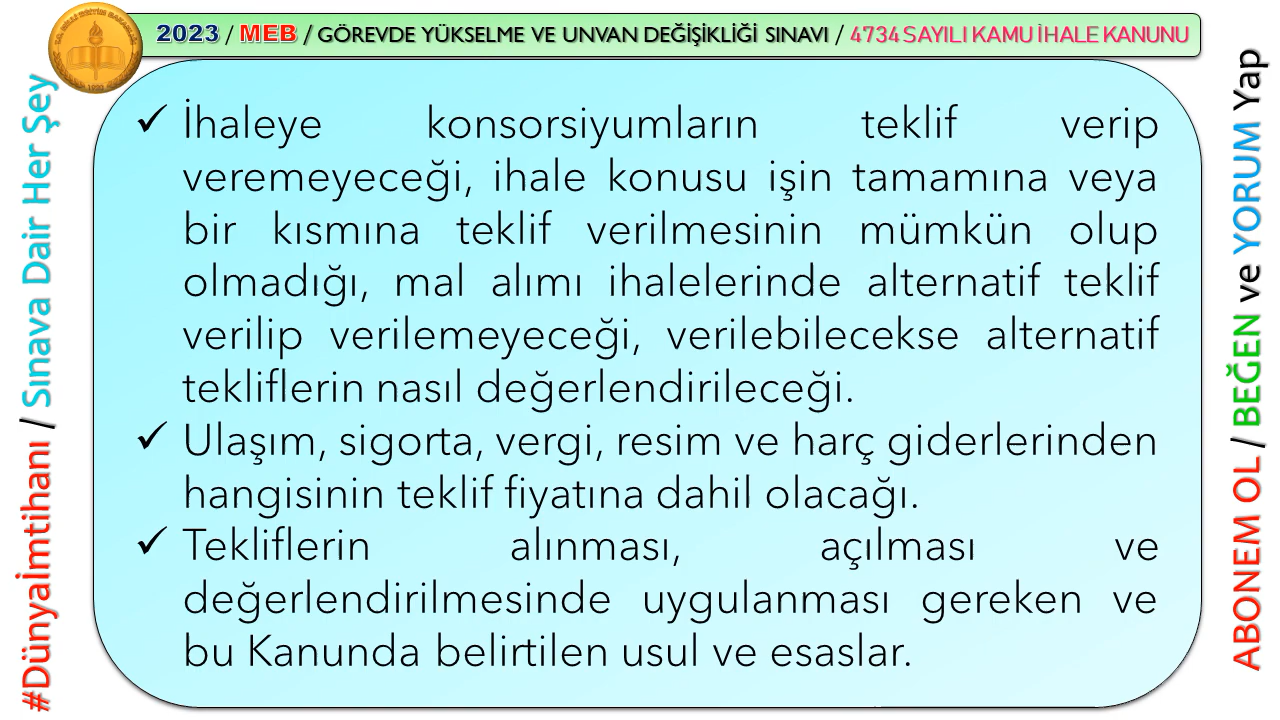 2023 / MEB / GÖREVDE YÜKSELME VE UNVAN DEĞİŞİKLİĞİ SINAVI / 4734 SAYILI KAMU İHALE KANUNU
✓ İhaleye konsorsiyumların teklif verip
veremeyeceği, ihale konusu işin tamamına veya
bir kısmına teklif verilmesinin mümkün olup
olmadığı, mal alımı ihalelerinde alternatif teklif
verilip verilemeyeceği, verilebilecekse alternatif
tekliflerin nasıl değerlendirileceği.
✓ Ulaşım, sigorta, vergi, resim ve harç giderlerinden
hangisinin teklif fiyatına dahil olacağı.
✓ Tekliflerin alınması, açılması ve
değerlendirilmesinde uygulanması gereken ve
bu Kanunda belirtilen usul ve esaslar.
#Dünyaİmtihanı / Sınava Dair Her Şey
ABONEM OL / BEĞEN ve YORUM Yap